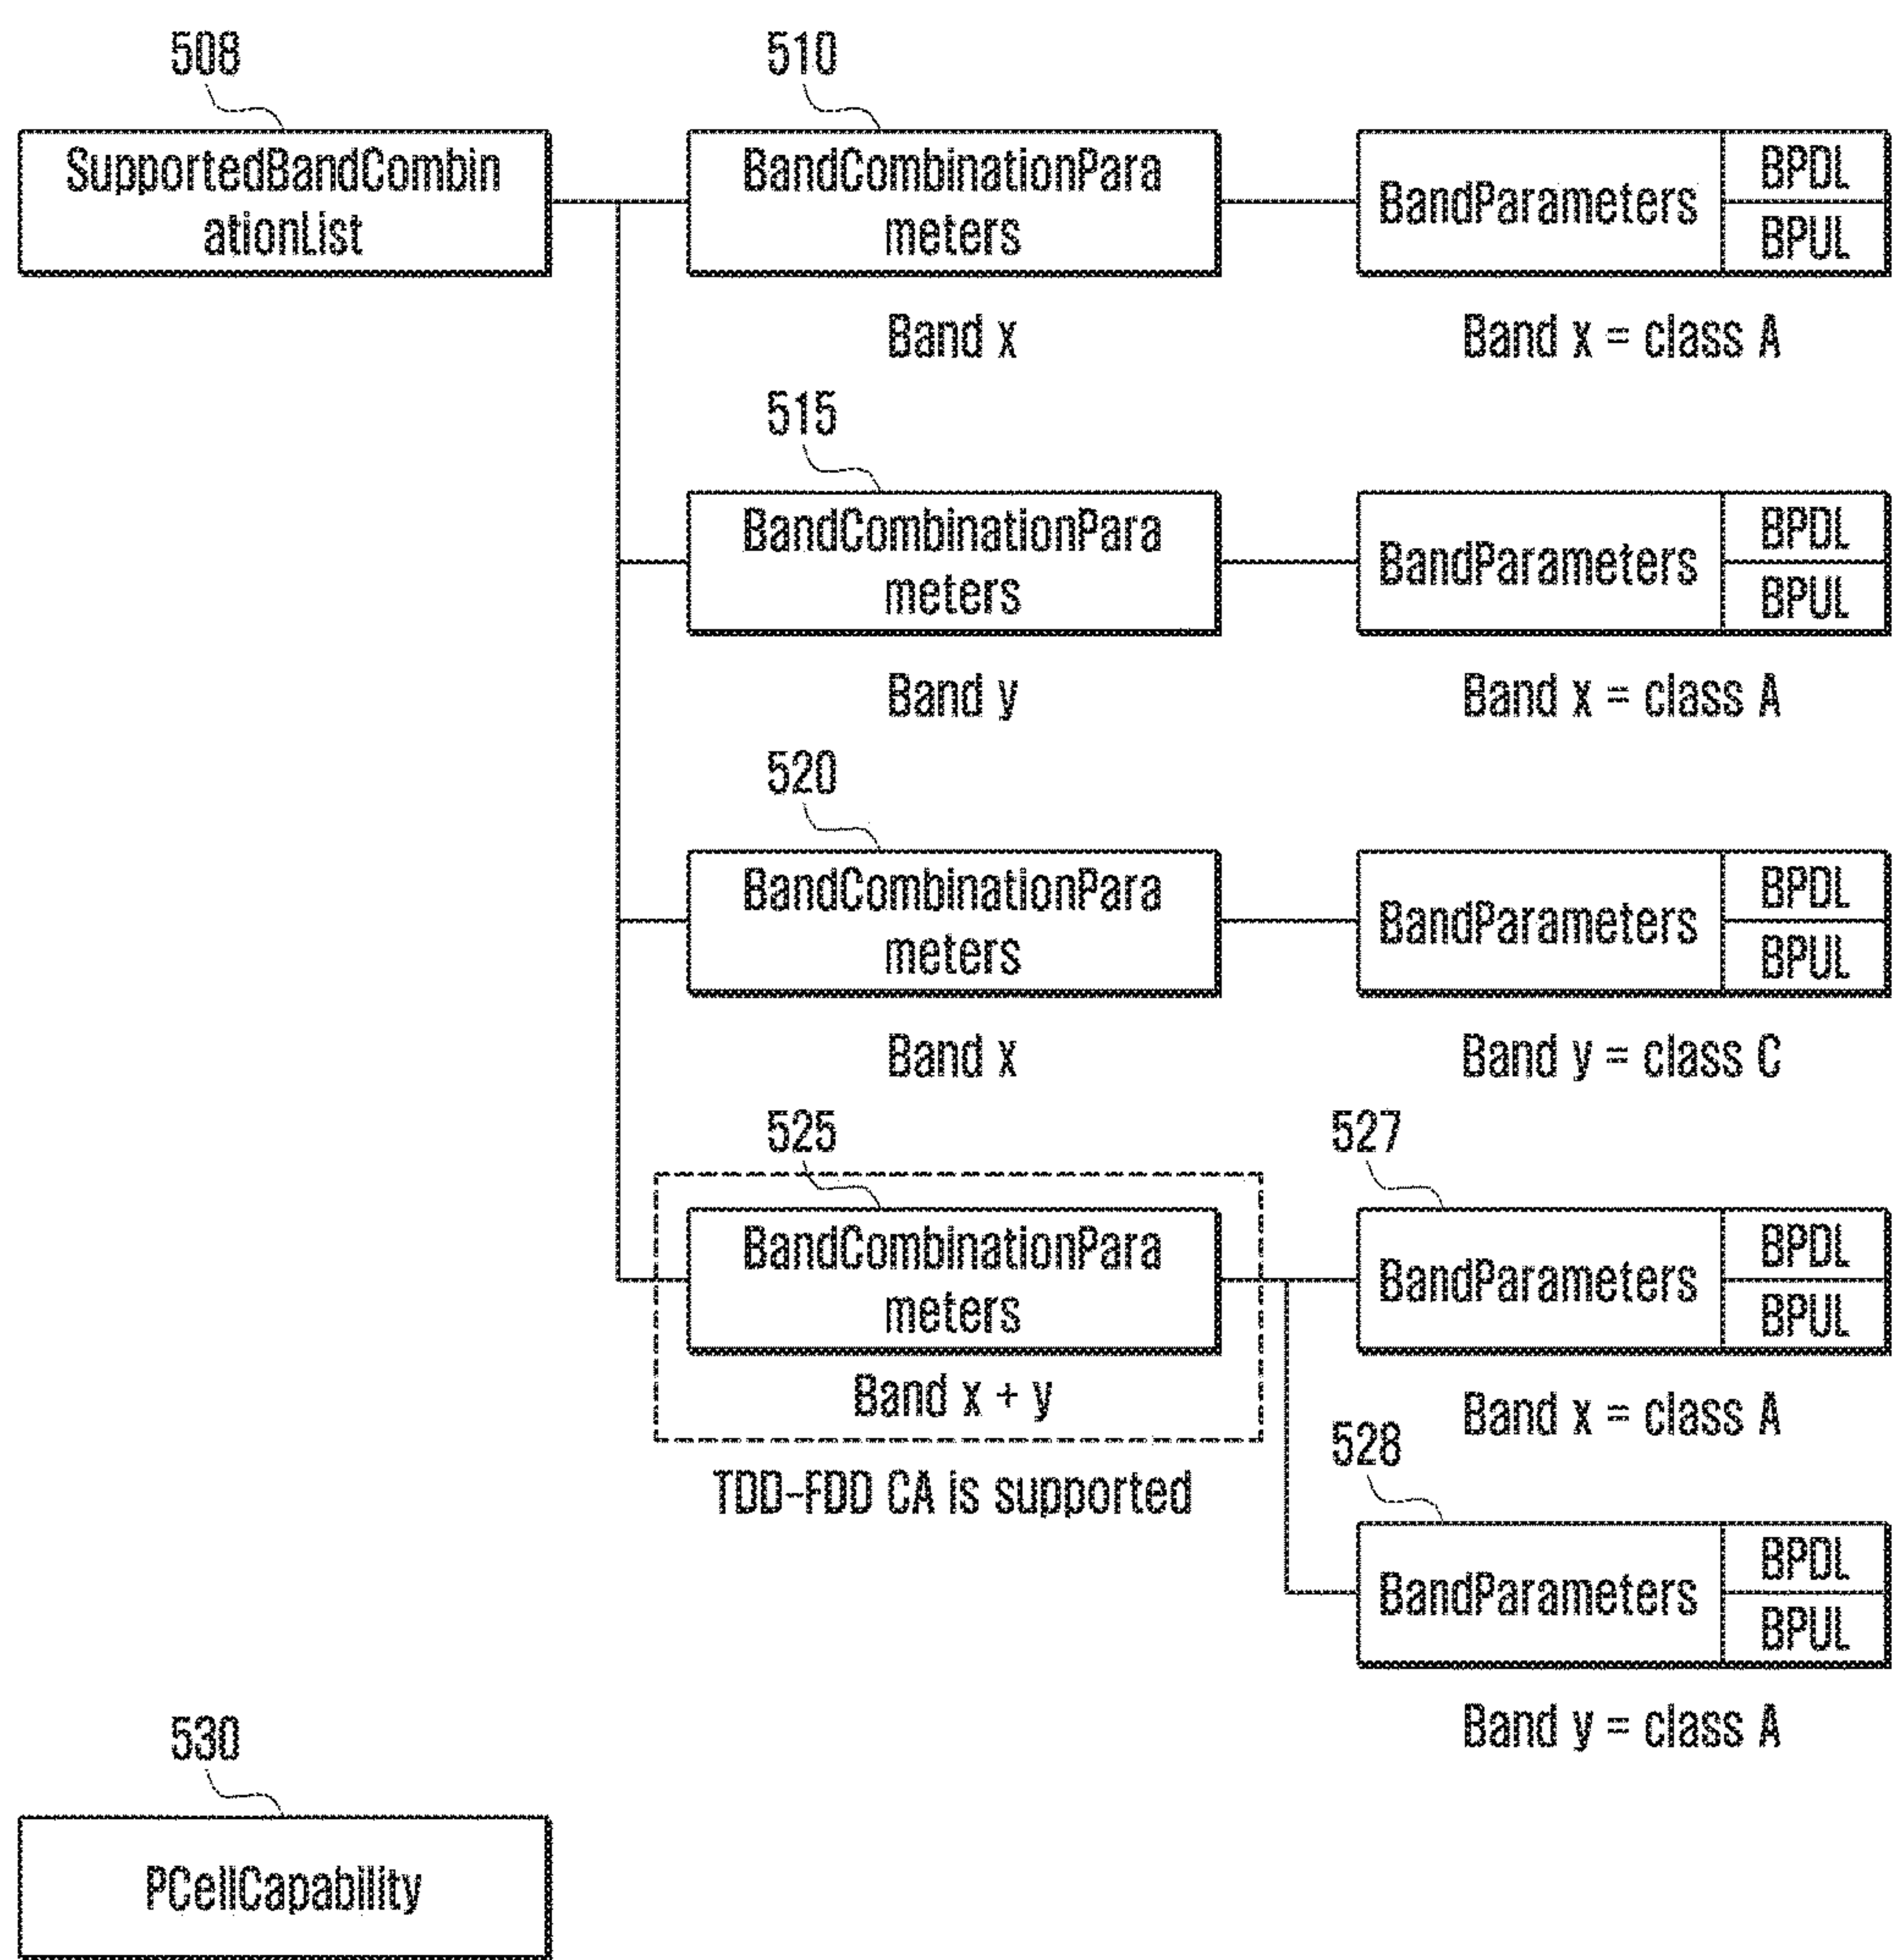 508
510
SupportedBandCombin
ationList
BandCombinationPara
meters
BandParameters
BPDL
BPUL
Band x
Band x = class A
515
BandCombinationPara
meters
BandParameters
BPDL
BPUL
Band y
Band x = class A
520
BandCombinationPara
meters
BandParameters
BPDL
BPUL
Band x
Band y = class C
525
527
BandCombinationPara
meters
BandParameters
BPDL
BPUL
Band x + y
Band x = class A
TDD-FDD CA is supported
528
BandParameters
BPDL
BPUL
Band y = class A
530
PCellCapability